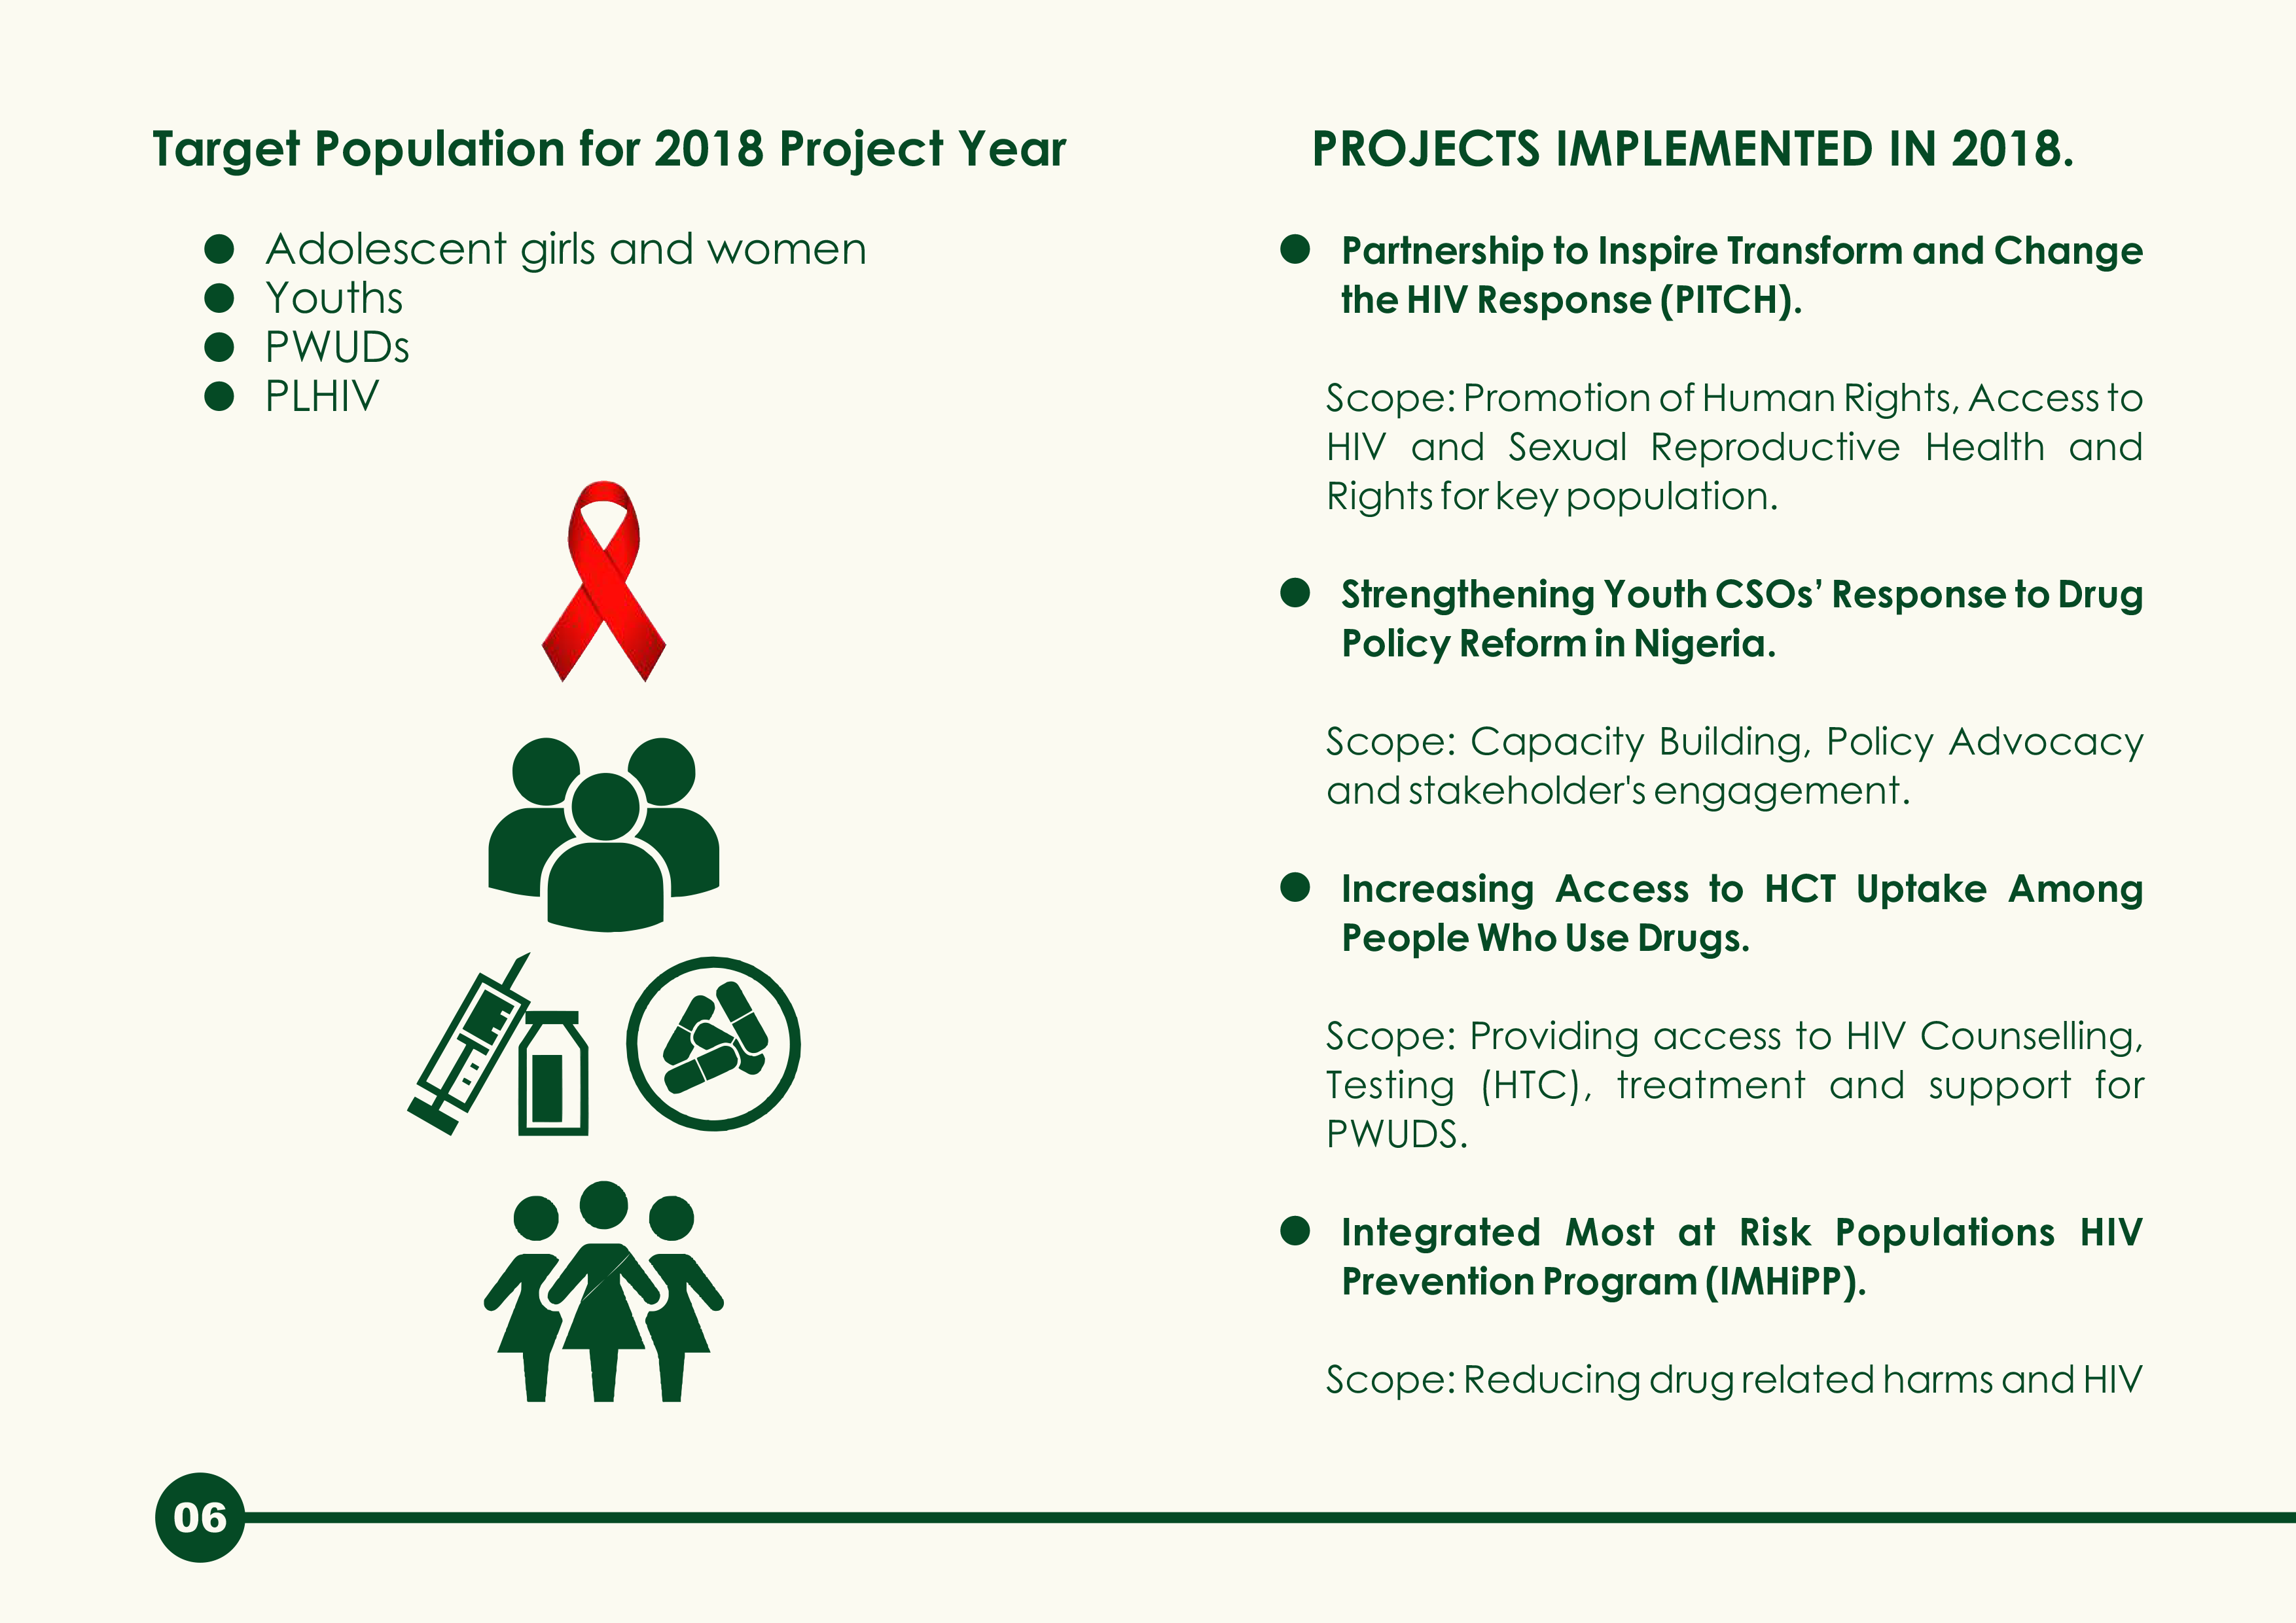 Target Population for 2018 Project Year
● Adolescent girls and women
● Youths
● PWUDs
● PLHIV
PROJECTS IMPLEMENTED IN 2018.
● Partnership to Inspire Transform and Change
the HIV Response (PITCH).
Scope: Promotion of Human Rights, Access to
HIV and Sexual Reproductive Health and
Rights for key population.
● Strengthening Youth CSOs’ Response to Drug
Policy Reform in Nigeria.
Scope: Capacity Building, Policy Advocacy
and stakeholder's engagement.
● Increasing Access to HCT Uptake Among
People Who Use Drugs.
Scope: Providing access to HIV Counselling,
Testing (HTC), treatment and support for
PWUDS.
● Integrated Most at Risk Populations HIV
Prevention Program (IMHiPP).
Scope: Reducing drug related harms and HIV
06